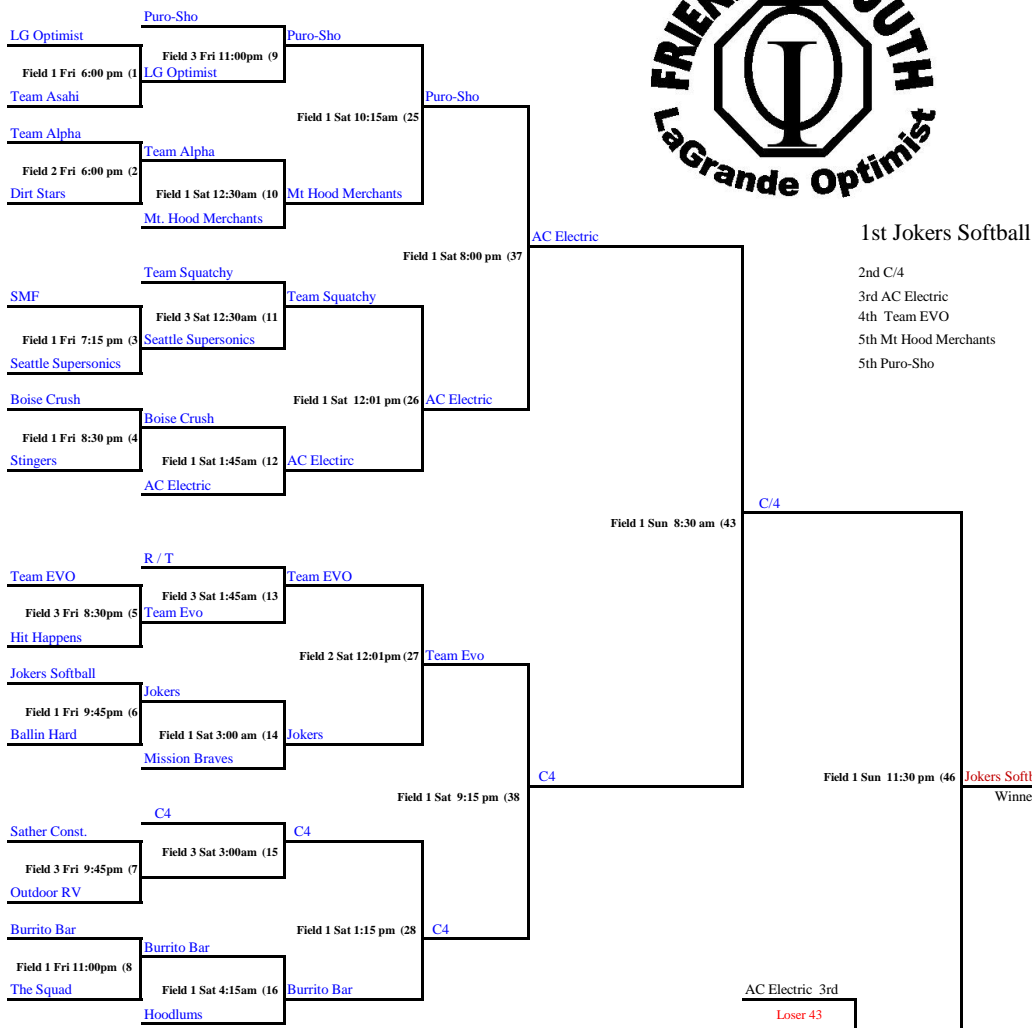 Puro-Sho
LG Optimist
Puro-Sho
Field 3 Fri 11:00pm (9
Field 1 Fri 6:00 pm (1
LG Optimist
Team Asahi
Puro-Sho
Field 1 Sat 10:15am (25
Team Alpha
Team Alpha
Field 2 Fri 6:00 pm (2
Dirt Stars
Field 1 Sat 12:30am (10
Mt Hood Merchants
Mt. Hood Merchants
LaGrande Optimist
AC Electric
1st Jokers Softball
Field 1 Sat 8:00 pm (37
2nd C/4
3rd AC Electric
4th Team EVO
5th Mt Hood Merchants
5th Puro-Sho
Team Squatchy
SMF
Team Squatchy
Field 3 Sat 12:30am (11
Field 1 Fri 7:15 pm (3
Seattle Supersonics
Seattle Supersonics
Boise Crush
Field 1 Sat 12:01 pm (26
AC Electric
Boise Crush
Field 1 Fri 8:30 pm (4
Stingers
Field 1 Sat 1:45am (12
AC Electirc
AC Electric
C/4
Field 1 Sun 8:30 am (43
R / T
Team EVO
Team EVO
Field 3 Sat 1:45am (13
Field 3 Fri 8:30pm (5
Team Evo
Hit Happens
Field 2 Sat 12:01pm (27
Team Evo
Jokers Softball
Jokers
Field 1 Fri 9:45pm (6
Ballin Hard
Field 1 Sat 3:00 am (14
Jokers
Mission Braves
C4
Field 1 Sun 11:30 pm (46
Field 1 Sat 9:15 pm (38
C4
Sather Const.
C4
Field 3 Sat 3:00am (15
Field 3 Fri 9:45pm (7
Outdoor RV
Burrito Bar
Field 1 Sat 1:15 pm (28
C4
Burrito Bar
Field 1 Fri 11:00pm (8
The Squad
Field 1 Sat 4:15am (16
Burrito Bar
Hoodlums
AC Electric 3rd
Loser 43
Jokers